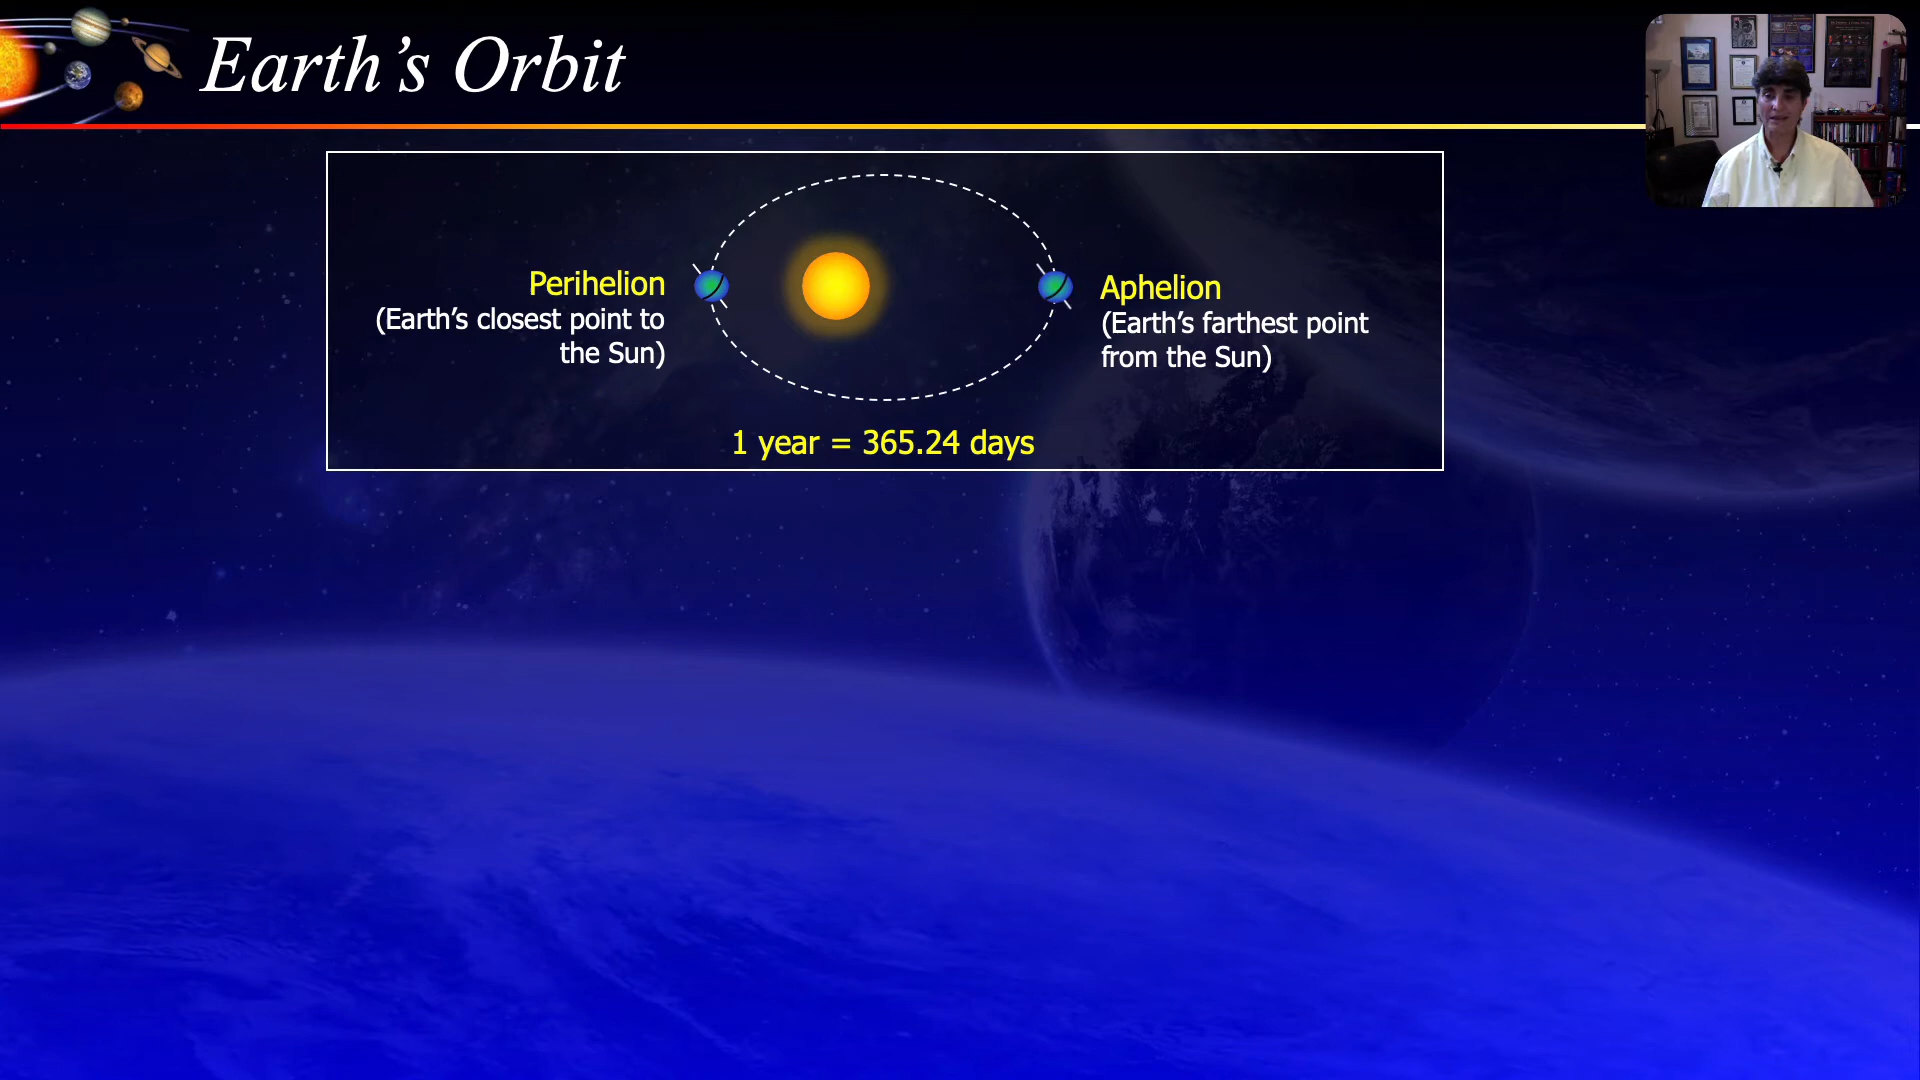 Earth's Orbit
Perihelion
(Earth's closest point to
the Sun)
Aphelion
(Earth's farthest point
from the Sun)
1 year = 365.24 days